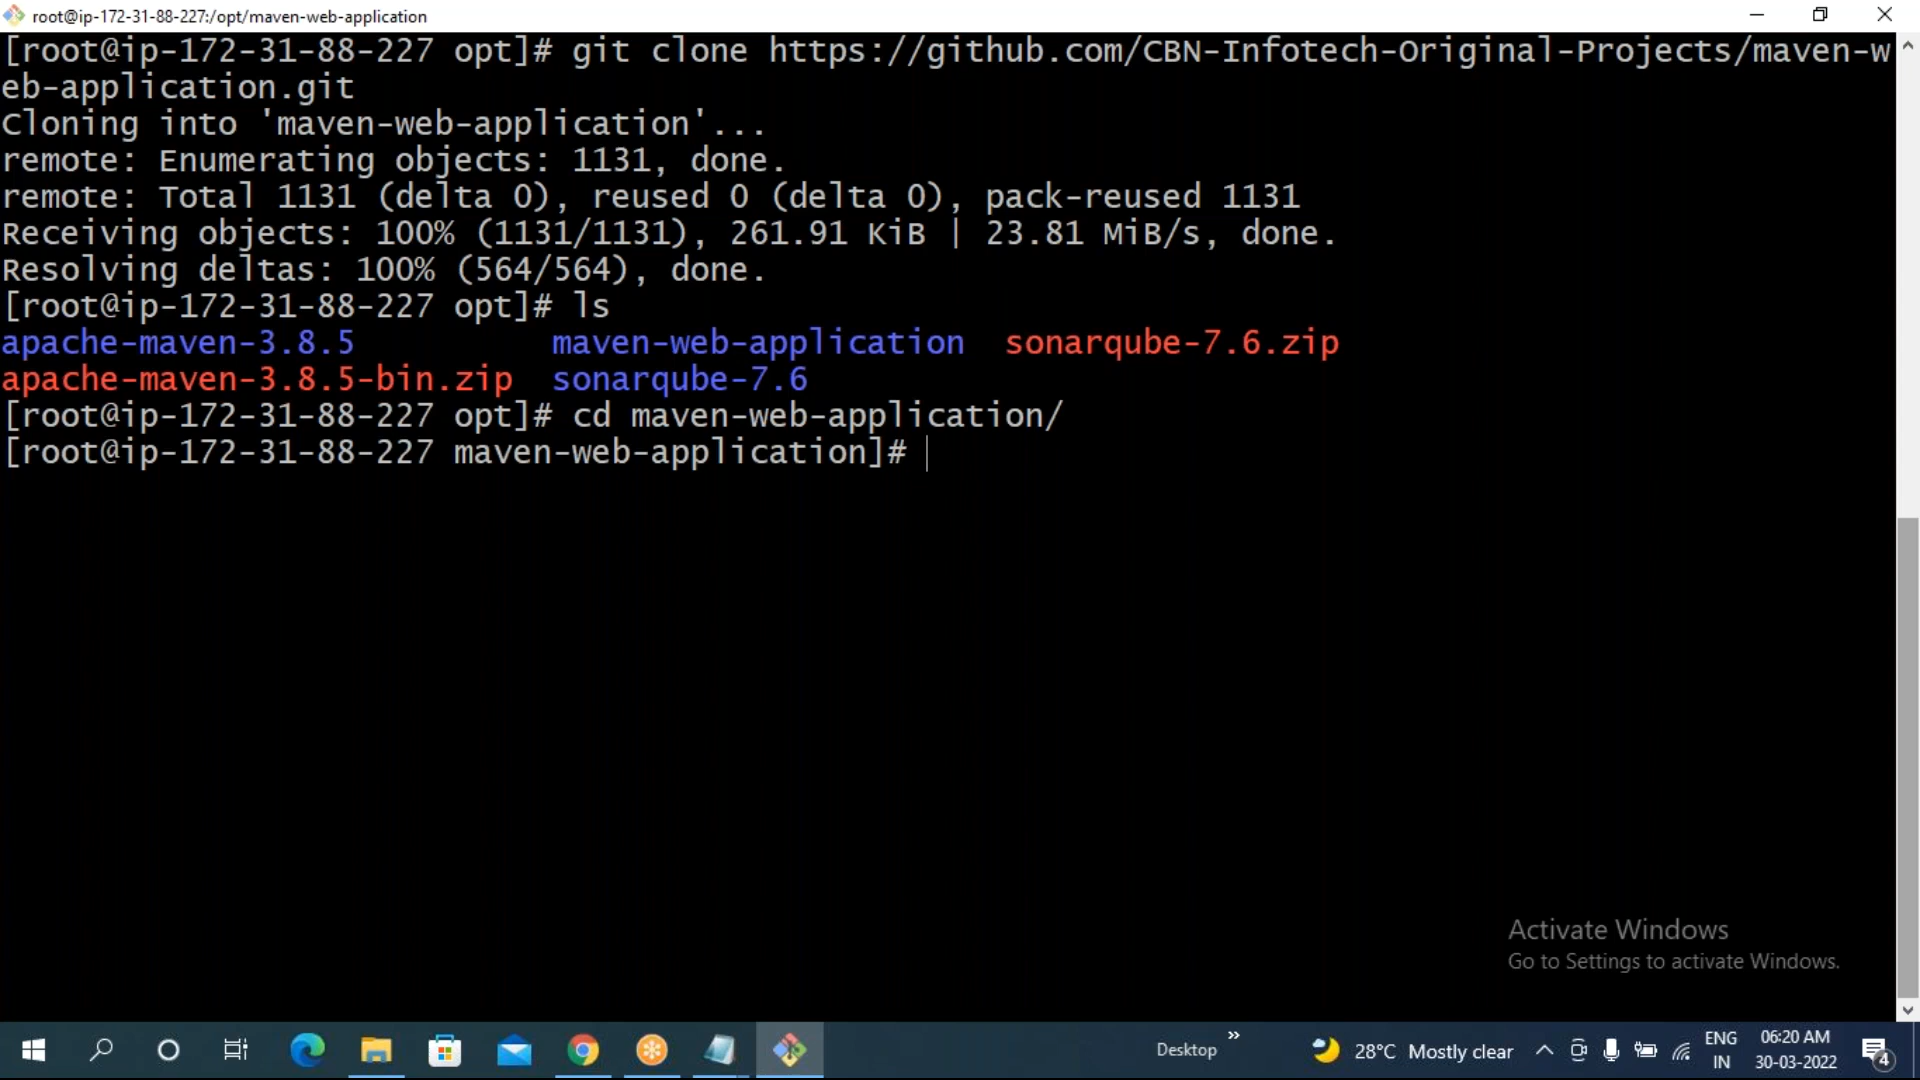 root@ip-172-31-88-227:/opt/maven-web-application
[root@ip-172-31-88-227 opt]# git clone https://github.com/CBN-Infotech-Original-Projects/maven-w
eb-application.git
Cloning into 'maven-web-application'...
remote: Enumerating objects: 1131, done.
remote: Total 1131 (delta 0), reused 0 (delta 0), pack-reused 1131
Receiving objects: 100% (1131/1131), 261.91 KiB | 23.81 MiB/s, done.
Resolving deltas: 100% (564/564), done.
[root@ip-172-31-88-227 opt]# ls
apache-maven-3.8.5 maven-web-application sonarqube-7.6.zip
apache-maven-3.8.5-bin.zip sonarqube-7.6
[root@ip-172-31-88-227 opt]# cd maven-web-application/
[root@ip-172-31-88-227 maven-web-application]#
Activate Windows
Go to Settings to activate Windows.
Desktop » 28°C Mostly clear ENG 06:20 AM
IN 30-03-2022 4